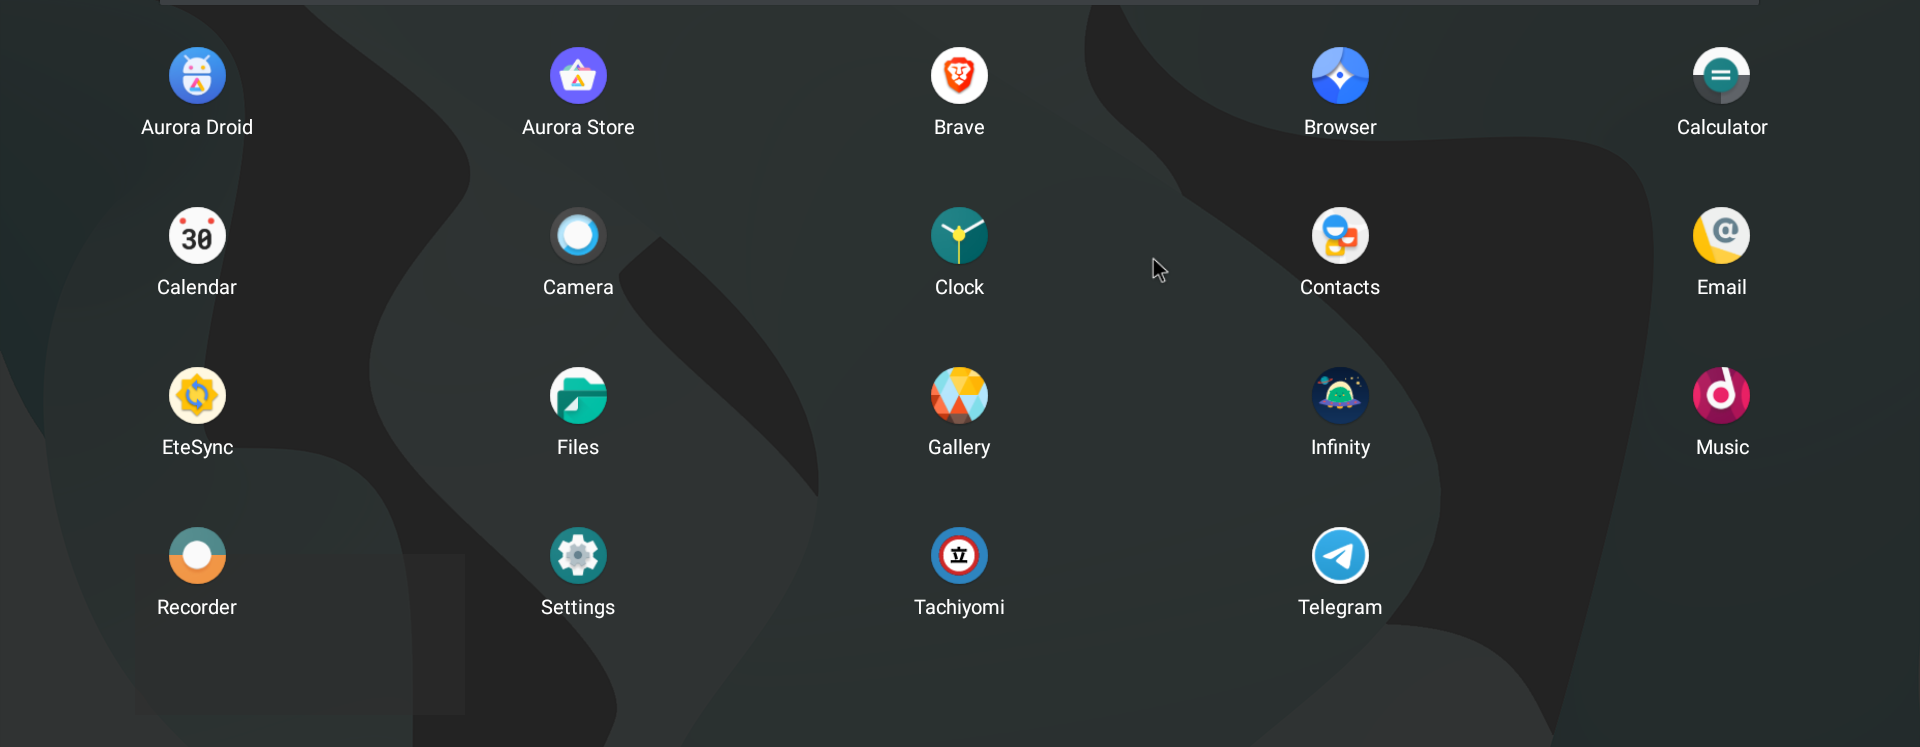 Aurora Droid
Aurora Store
Brave
Browser
Calculator
30
Calendar
Camera
Clock
Contacts
@
Email
EteSync
Files
Gallery
Infinity
Music
Recorder
Settings
立
Tachiyomi
Telegram